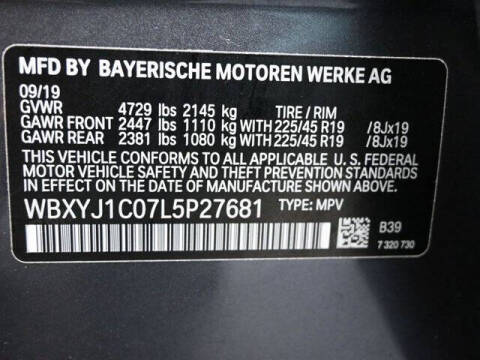 MFD BY BAYERISCHE MOTOREN WERKE AG
09/19
GVWR 4729 lbs 2145 kg TIRE / RIM
GAWR FRONT 2447 lbs 1110 kg WITH 225/45 R19 /8Jx19
GAWR REAR 2381 lbs 1080 kg WITH 225/45 R19 /8Jx19
THIS VEHICLE CONFORMS TO ALL APPLICABLE U. S. FEDERAL
MOTOR VEHICLE SAFETY AND THEFT PREVENTION STANDARDS
IN EFFECT ON THE DATE OF MANUFACTURE SHOWN ABOVE.
WBXYJ1C07L5P27681 TYPE: MPV
B39
7 320 730